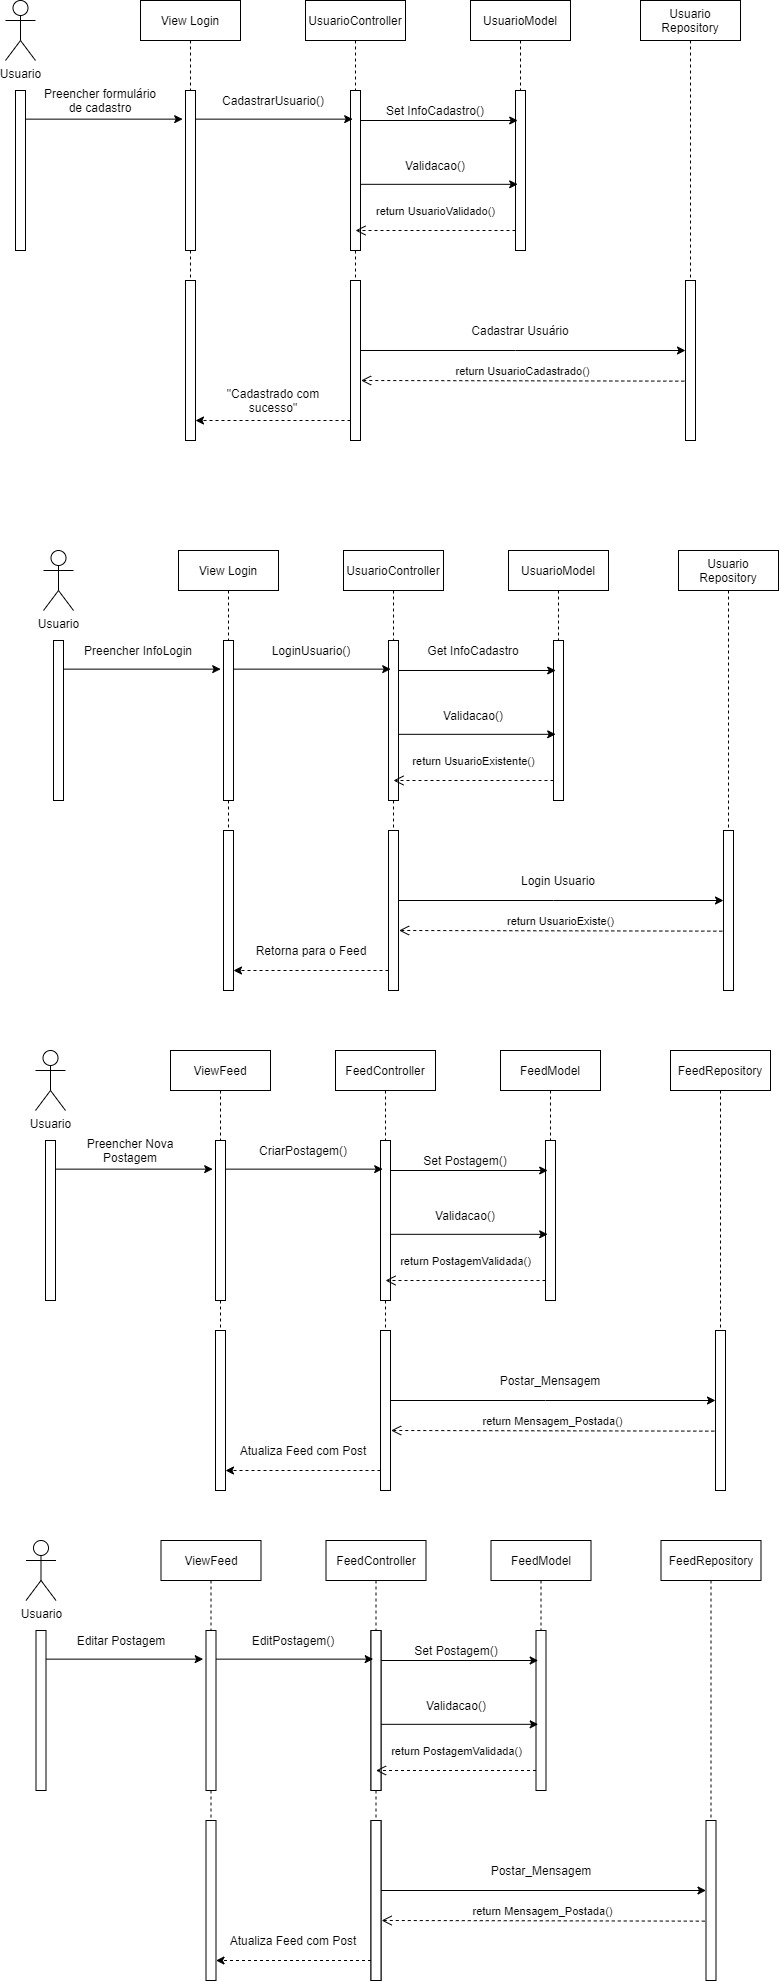 View Login
UsuarioController
UsuarioModel
Usuario
Repository
Usuario
Preencher formulário
de cadastro
CadastrarUsuario()
Set InfoCadastro()
Validacao()
return UsuarioValidado()
Cadastrar Usuário
return UsuarioCadastrado()
"Cadastrado com
sucesso"
View Login
UsuarioController
UsuarioModel
Usuario
Repository
Usuario
Preencher InfoLogin
LoginUsuario()
Get InfoCadastro
Validacao()
return UsuarioExistente()
Login Usuario
return UsuarioExiste()
Retorna para o Feed
ViewFeed
FeedController
FeedModel
FeedRepository
Usuario
Preencher Nova
Postagem
CriarPostagem()
Set Postagem()
Validacao()
return PostagemValidada()
Postar_Mensagem
return Mensagem_Postada()
Atualiza Feed com Post
ViewFeed
FeedController
FeedModel
FeedRepository
Usuario
Editar Postagem
EditPostagem()
Set Postagem()
Validacao()
return PostagemValidada()
Postar_Mensagem
return Mensagem_Postada()
Atualiza Feed com Post